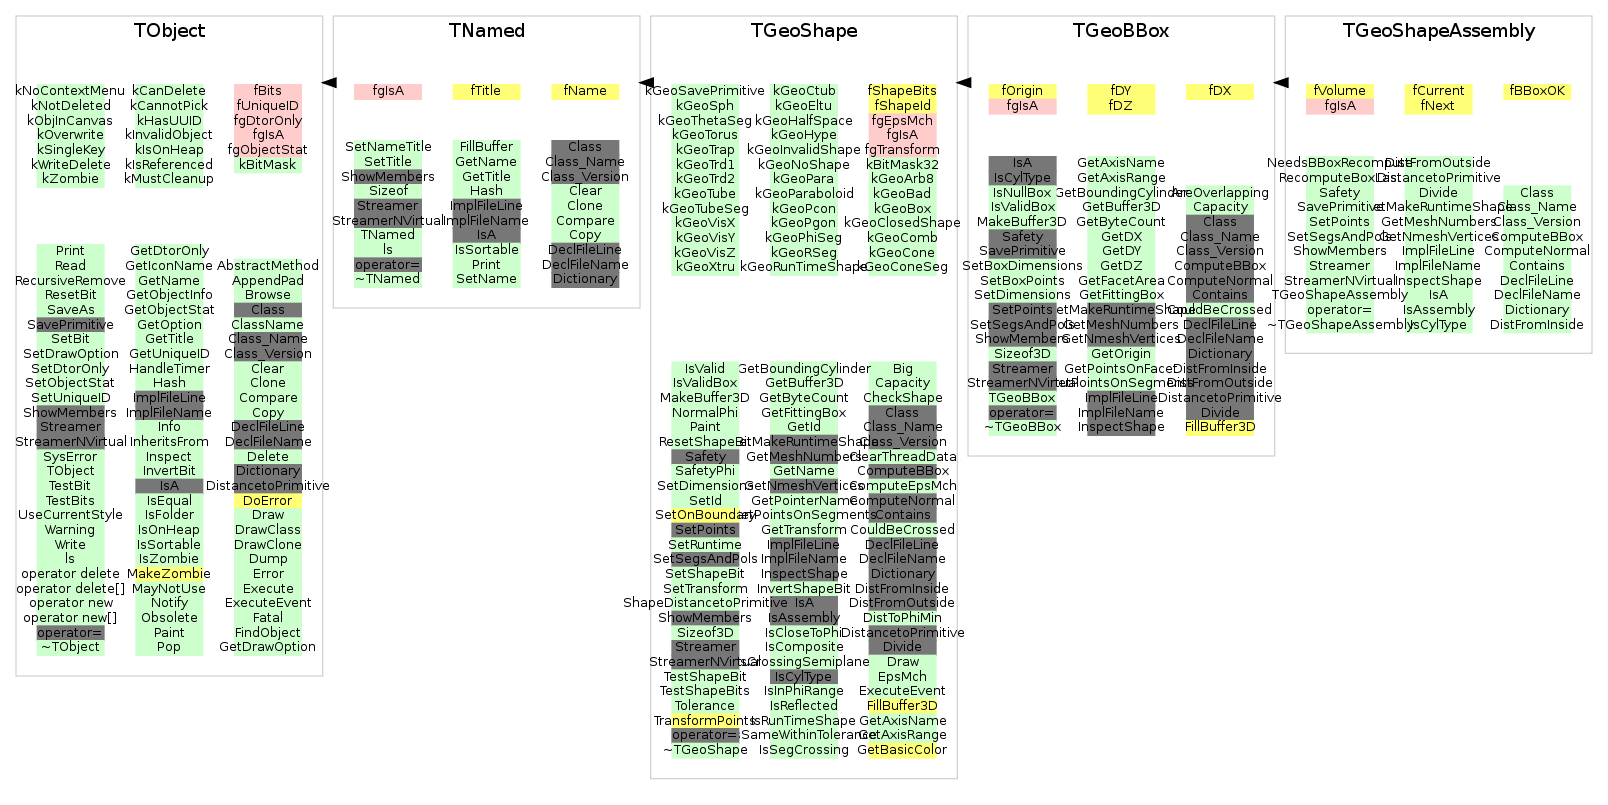 TObject
kNoContextMenu
kNotDeleted
kObjInCanvas
kOverwrite
kSingleKey
kWriteDelete
kZombie
kCanDelete
kCannotPick
kHasUUID
kInvalidObject
kIsOnHeap
kIsReferenced
kMustCleanup
fBits
fUniqueID
fgDtorOnly
fgIsA
fgObjectStat
kBitMask
Print
Read
RecursiveRemove
ResetBit
SaveAs
SavePrimitive
SetBit
SetDrawOption
SetDtorOnly
SetObjectStat
SetUniqueID
ShowMembers
Streamer
StreamerNVirtual
SysError
TObject
TestBit
TestBits
UseCurrentStyle
Warning
Write
ls
operator delete
operator delete[]
operator new
operator new[]
operator=
~TObject
GetDtorOnly
GetIconName
GetName
GetObjectInfo
GetObjectStat
GetOption
GetTitle
GetUniqueID
HandleTimer
Hash
ImplFileLine
ImplFileName
Info
InheritsFrom
Inspect
InvertBit
IsA
IsEqual
IsFolder
IsOnHeap
IsSortable
IsZombie
MakeZombie
MayNotUse
Notify
Obsolete
Paint
Pop
AbstractMethod
AppendPad
Browse
Class
ClassName
Class_Name
Class_Version
Clear
Clone
Compare
Copy
DeclFileLine
DeclFileName
Delete
Dictionary
DistancetoPrimitive
DoError
Draw
DrawClass
DrawClone
Dump
Error
Execute
ExecuteEvent
Fatal
FindObject
GetDrawOption
TNamed
fgIsA
fTitle
fName
SetNameTitle
SetTitle
ShowMembers
Sizeof
Streamer
StreamerNVirtual
TNamed
ls
operator=
~TNamed
FillBuffer
GetName
GetTitle
Hash
ImplFileLine
ImplFileName
IsA
IsSortable
Print
SetName
Class
Class_Name
Class_Version
Clear
Clone
Compare
Copy
DeclFileLine
DeclFileName
Dictionary
TGeoShape
kGeoSavePrimitive
kGeoSph
kGeoThetaSeg
kGeoTorus
kGeoTrap
kGeoTrd1
kGeoTrd2
kGeoTube
kGeoTubeSeg
kGeoVisX
kGeoVisY
kGeoVisZ
kGeoXtru
kGeoCtub
kGeoEltu
kGeoHalfSpace
kGeoHype
kGeoInvalidShape
kGeoNoShape
kGeoPara
kGeoParaboloid
kGeoPcon
kGeoPgon
kGeoPhiSeg
kGeoRSeg
kGeoRunTimeShape
fShapeBits
fShapeId
fgEpsMch
fgIsA
fgTransform
kBitMask32
kGeoArb8
kGeoBad
kGeoBox
kGeoClosedShape
kGeoComb
kGeoCone
kGeoConeSeg
IsValid
IsValidBox
MakeBuffer3D
NormalPhi
Paint
ResetShapeBit
Safety
SafetyPhi
SetDimensions
SetId
SetOnBoundary
SetPoints
SetRuntime
SetSegsAndPols
SetShapeBit
SetTransform
ShapeDistancetoPrimitive
ShowMembers
Sizeof3D
Streamer
StreamerNVirtual
TestShapeBit
TestShapeBits
Tolerance
TransformPoints
operator=
~TGeoShape
GetBoundingCylinder
GetBuffer3D
GetByteCount
GetFittingBox
GetId
GetMakeRuntimeShape
GetMeshNumbers
GetName
GetNmeshVertices
GetPointerName
GetPointsOnSegments
GetTransform
ImplFileLine
ImplFileName
InspectShape
InvertShapeBit
IsA
IsAssembly
IsCloseToPhi
IsComposite
IsCrossingSemiplane
IsCylType
IsInPhiRange
IsReflected
IsRunTimeShape
IsSameWithinTolerance
IsSegCrossing
Big
Capacity
CheckShape
Class
Class_Name
Class_Version
ClearThreadData
ComputeBBox
ComputeEpsMch
ComputeNormal
Contains
CouldBeCrossed
DeclFileLine
DeclFileName
Dictionary
DistFromInside
DistFromOutside
DistToPhiMin
DistancetoPrimitive
Divide
Draw
EpsMch
ExecuteEvent
FillBuffer3D
GetAxisName
GetAxisRange
GetBasicColor
TGeoBBox
fOrigin
fgIsA
fDY
fDZ
fDX
IsA
IsCylType
IsNullBox
IsValidBox
MakeBuffer3D
Safety
SavePrimitive
SetBoxDimensions
SetBoxPoints
SetDimensions
SetPoints
SetSegsAndPols
ShowMembers
Sizeof3D
Streamer
StreamerNVirtual
TGeoBBox
operator=
~TGeoBBox
GetAxisName
GetAxisRange
GetBoundingCylinder
GetBuffer3D
GetByteCount
GetDX
GetDY
GetDZ
GetFacetArea
GetFittingBox
GetMakeRuntimeShape
GetMeshNumbers
GetNmeshVertices
GetOrigin
GetPointsOnFacet
GetPointsOnSegments
ImplFileLine
ImplFileName
InspectShape
AreOverlapping
Capacity
Class
Class_Name
Class_Version
ComputeBBox
ComputeNormal
Contains
CouldBeCrossed
DeclFileLine
DeclFileName
Dictionary
DistFromInside
DistFromOutside
DistancetoPrimitive
Divide
FillBuffer3D
TGeoShapeAssembly
fVolume
fgIsA
fCurrent
fNext
fBBoxOK
NeedsBBoxRecompute
RecomputeBoxLast
Safety
SavePrimitive
SetPoints
SetSegsAndPols
ShowMembers
Streamer
StreamerNVirtual
TGeoShapeAssembly
operator=
~TGeoShapeAssembly
DistFromOutside
DistancetoPrimitive
Divide
GetMakeRuntimeShape
GetMeshNumbers
GetNmeshVertices
ImplFileLine
ImplFileName
InspectShape
IsA
IsAssembly
IsCylType
Class
Class_Name
Class_Version
ComputeBBox
ComputeNormal
Contains
DeclFileLine
DeclFileName
Dictionary
DistFromInside